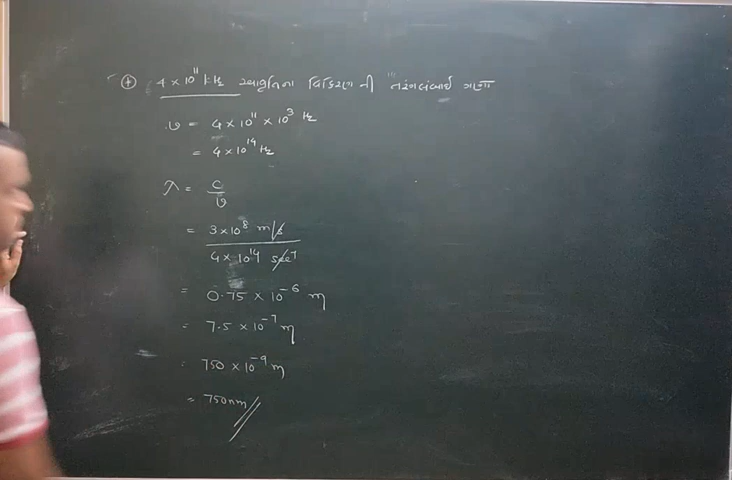 4 × 10¹¹ kHz આવૃત્તિના વિકિરણ ની તરંગલંબાઈ ગણો
ν = 4 × 10¹¹ × 10³ Hz
= 4 × 10¹⁴ Hz
λ = c / ν
= 3 × 10⁸ m/s
4 × 10¹⁴ sec⁻¹
= 0.75 × 10⁻⁶ m
= 7.5 × 10⁻⁷ m
= 750 × 10⁻⁹ m
= 750 nm //